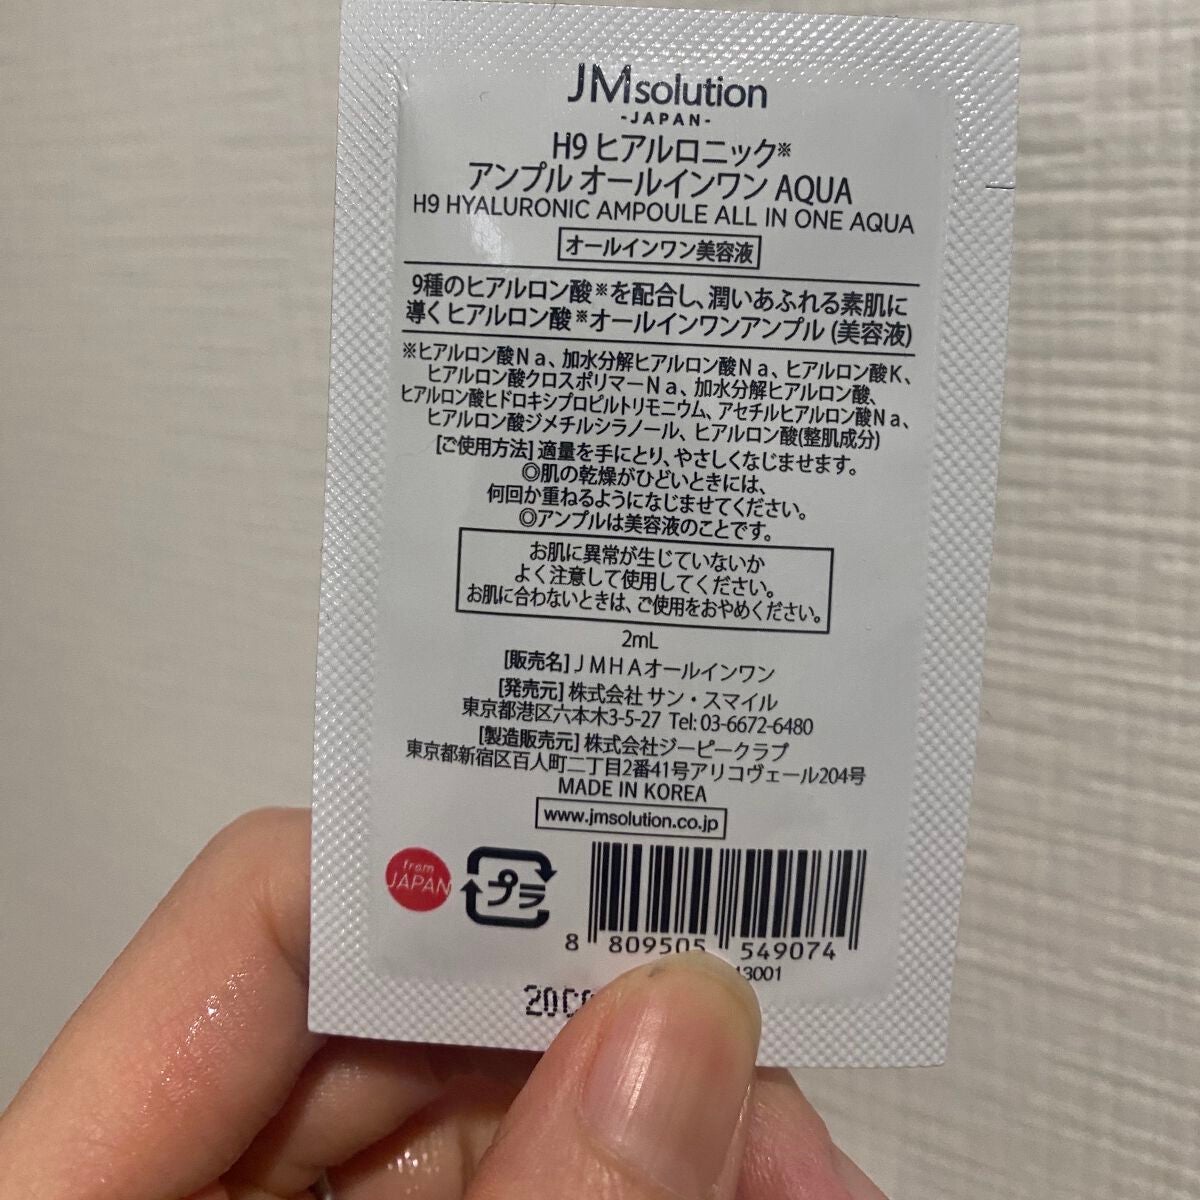 JMsolution
-JAPAN-
H9 ヒアルロニック※
アンプル オールインワン AQUA
H9 HYALURONIC AMPOULE ALL IN ONE AQUA
オールインワン美容液
9種のヒアルロン酸※を配合し、潤いあふれる素肌に
導くヒアルロン酸※オールインワンアンプル(美容液)
※ヒアルロン酸Ｎａ、加水分解ヒアルロン酸Ｎａ、ヒアルロン酸Ｋ、
ヒアルロン酸クロスポリマーＮａ、加水分解ヒアルロン酸、
ヒアルロン酸ヒドロキシプロピルトリモニウム、アセチルヒアルロン酸Ｎａ、
ヒアルロン酸ジメチルシラノール、ヒアルロン酸(整肌成分)
[ご使用方法] 適量を手にとり、やさしくなじませます。
◎肌の乾燥がひどいときには、
何回か重ねるようになじませてください。
◎アンプルは美容液のことです。
お肌に異常が生じていないか
よく注意して使用してください。
お肌に合わないときは、ご使用をおやめください。
2mL
[販売名] ＪＭＨＡオールインワン
[発売元] 株式会社 サン・スマイル
東京都港区六本木3-5-27 Tel: 03-6672-6480
[製造販売元] 株式会社ジーピークラブ
東京都新宿区百人町二丁目2番41号アリコヴェール204号
MADE IN KOREA
www.jmsolution.co.jp
from
JAPAN
プラ
8 809505 549074
13001